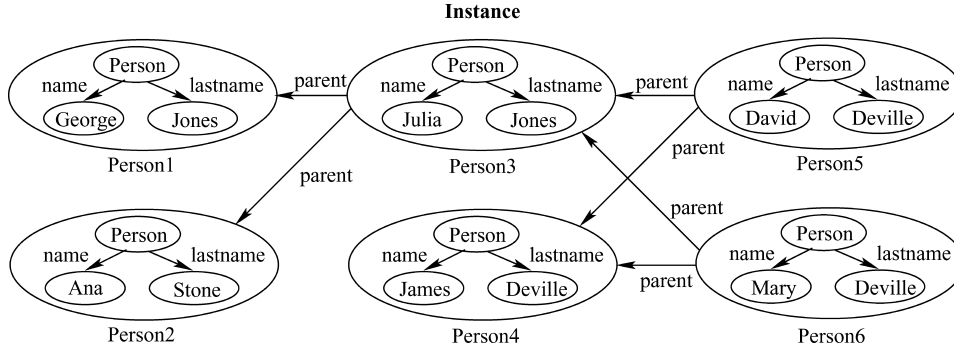 Instance
Person
name
lastname
George
Jones
Person1
parent
Person
name
lastname
Julia
Jones
Person3
parent
Person
name
lastname
David
Deville
Person5
parent
parent
Person
name
lastname
Ana
Stone
Person2
Person
name
lastname
James
Deville
Person4
parent
parent
Person
name
lastname
Mary
Deville
Person6